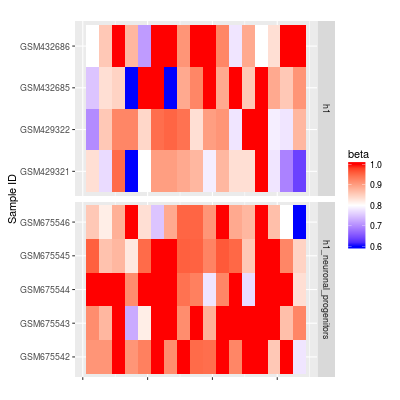 GSM432686
GSM432685
GSM429322
GSM429321
h1
GSM675546
GSM675545
GSM675544
GSM675543
GSM675542
h1_neuronal_progenitors
Sample ID
beta
1.0
0.9
0.8
0.7
0.6